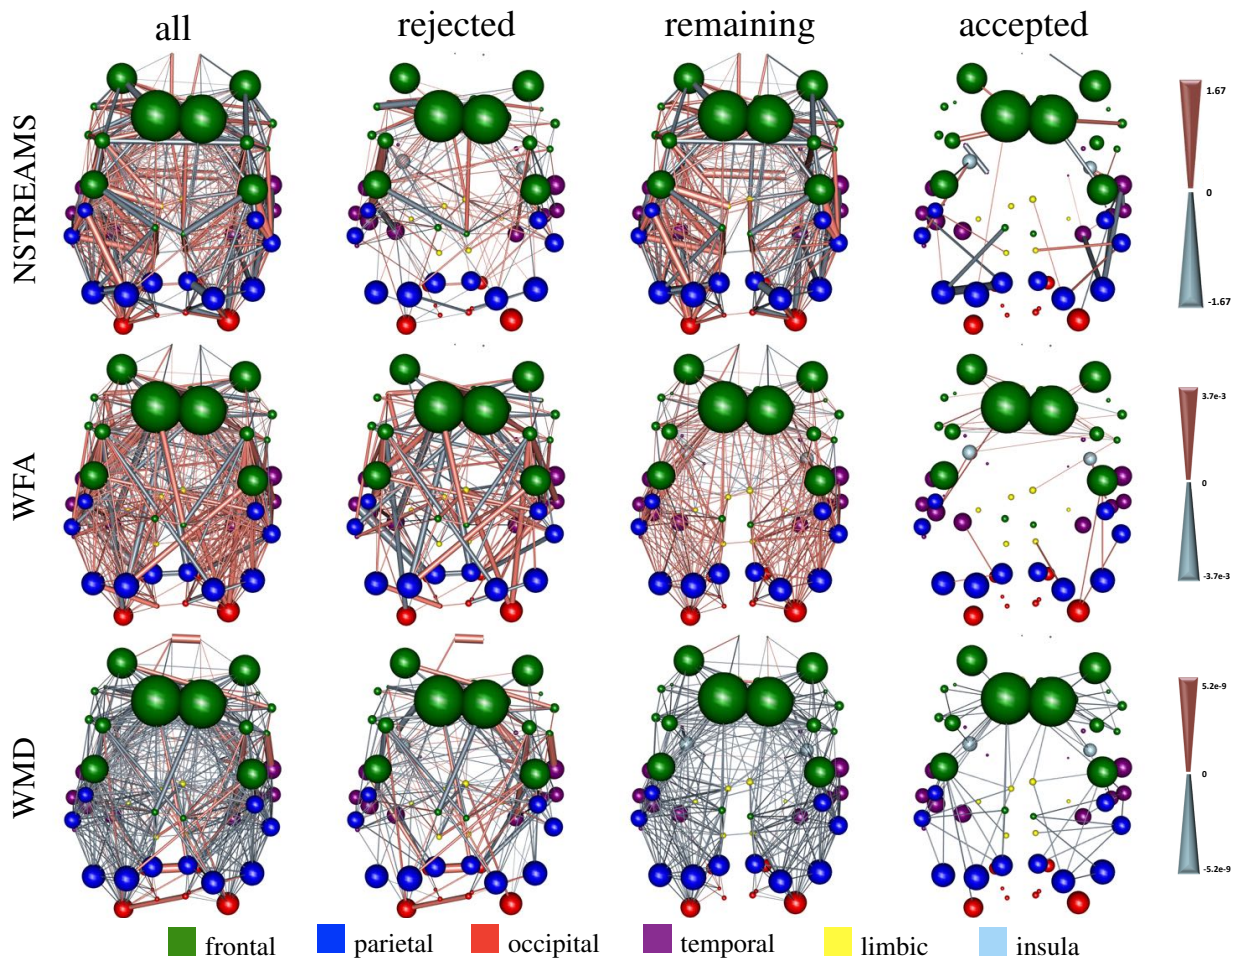 all rejected remaining accepted
NSTREAMS
1.67
0
-1.67
WFA
3.7e-3
0
-3.7e-3
WMD
5.2e-9
0
-5.2e-9
frontal parietal occipital temporal limbic insula